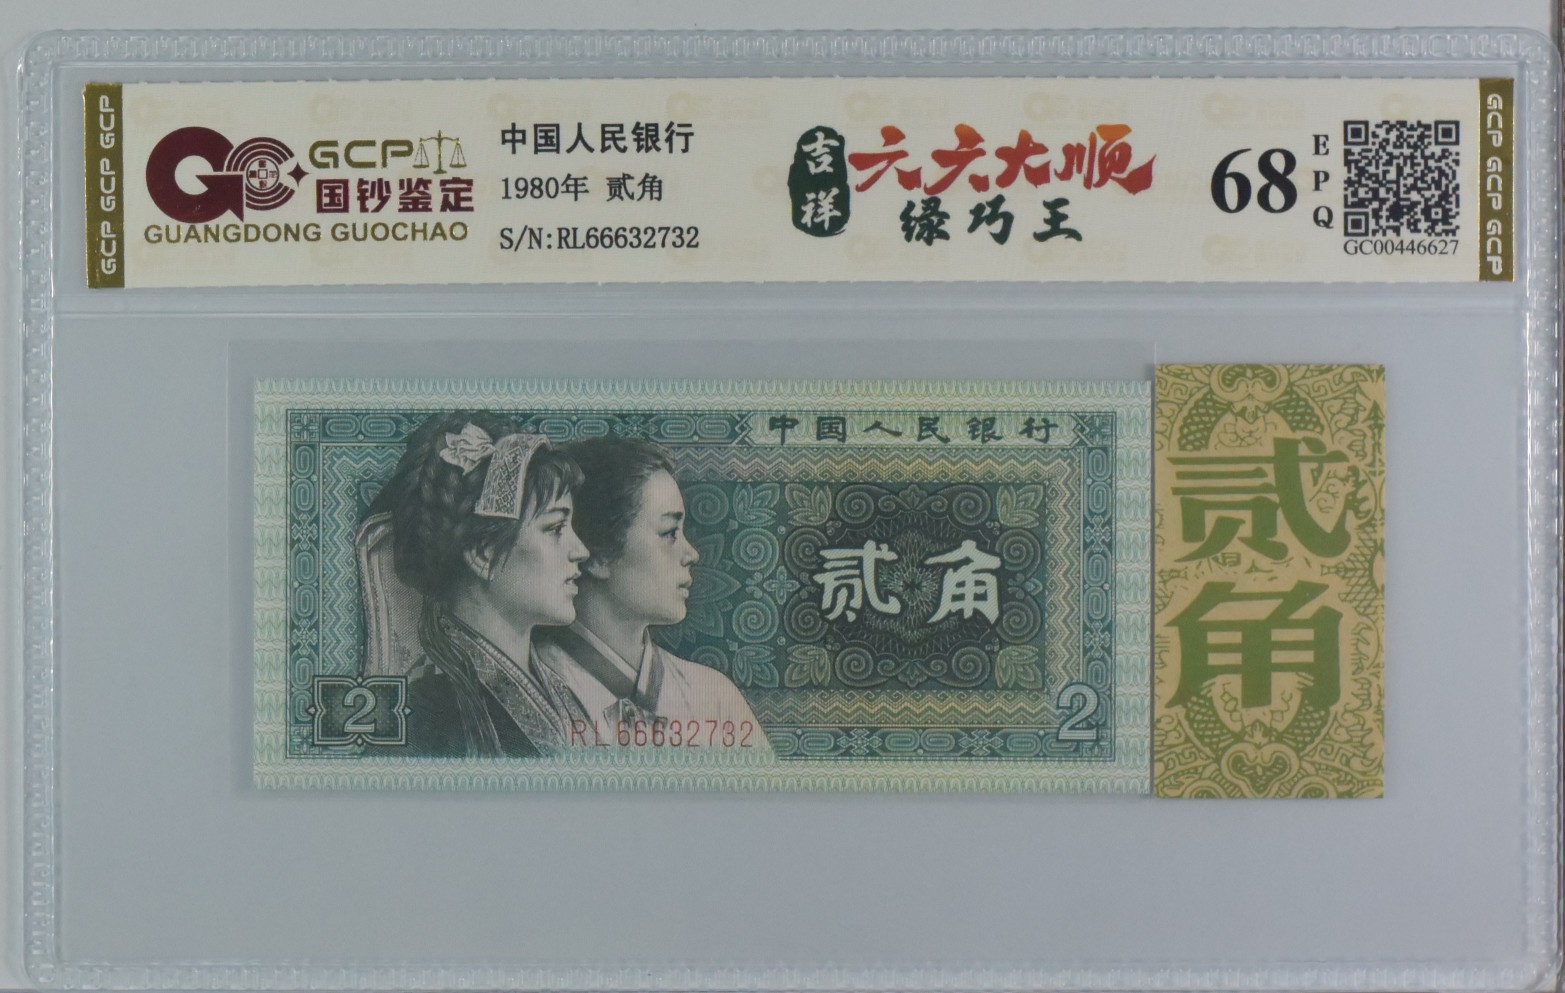 GCP GCP GCP
GCP
国钞鉴定
GUANGDONG GUOCHAO
中国人民银行
1980年 贰角
S/N:RL66632732
吉祥
六六大顺
绿巧王
68
EPQ
GC00446627
GCP GCP GCP
中国人民银行
贰角
2
RL66632732
2
贰角